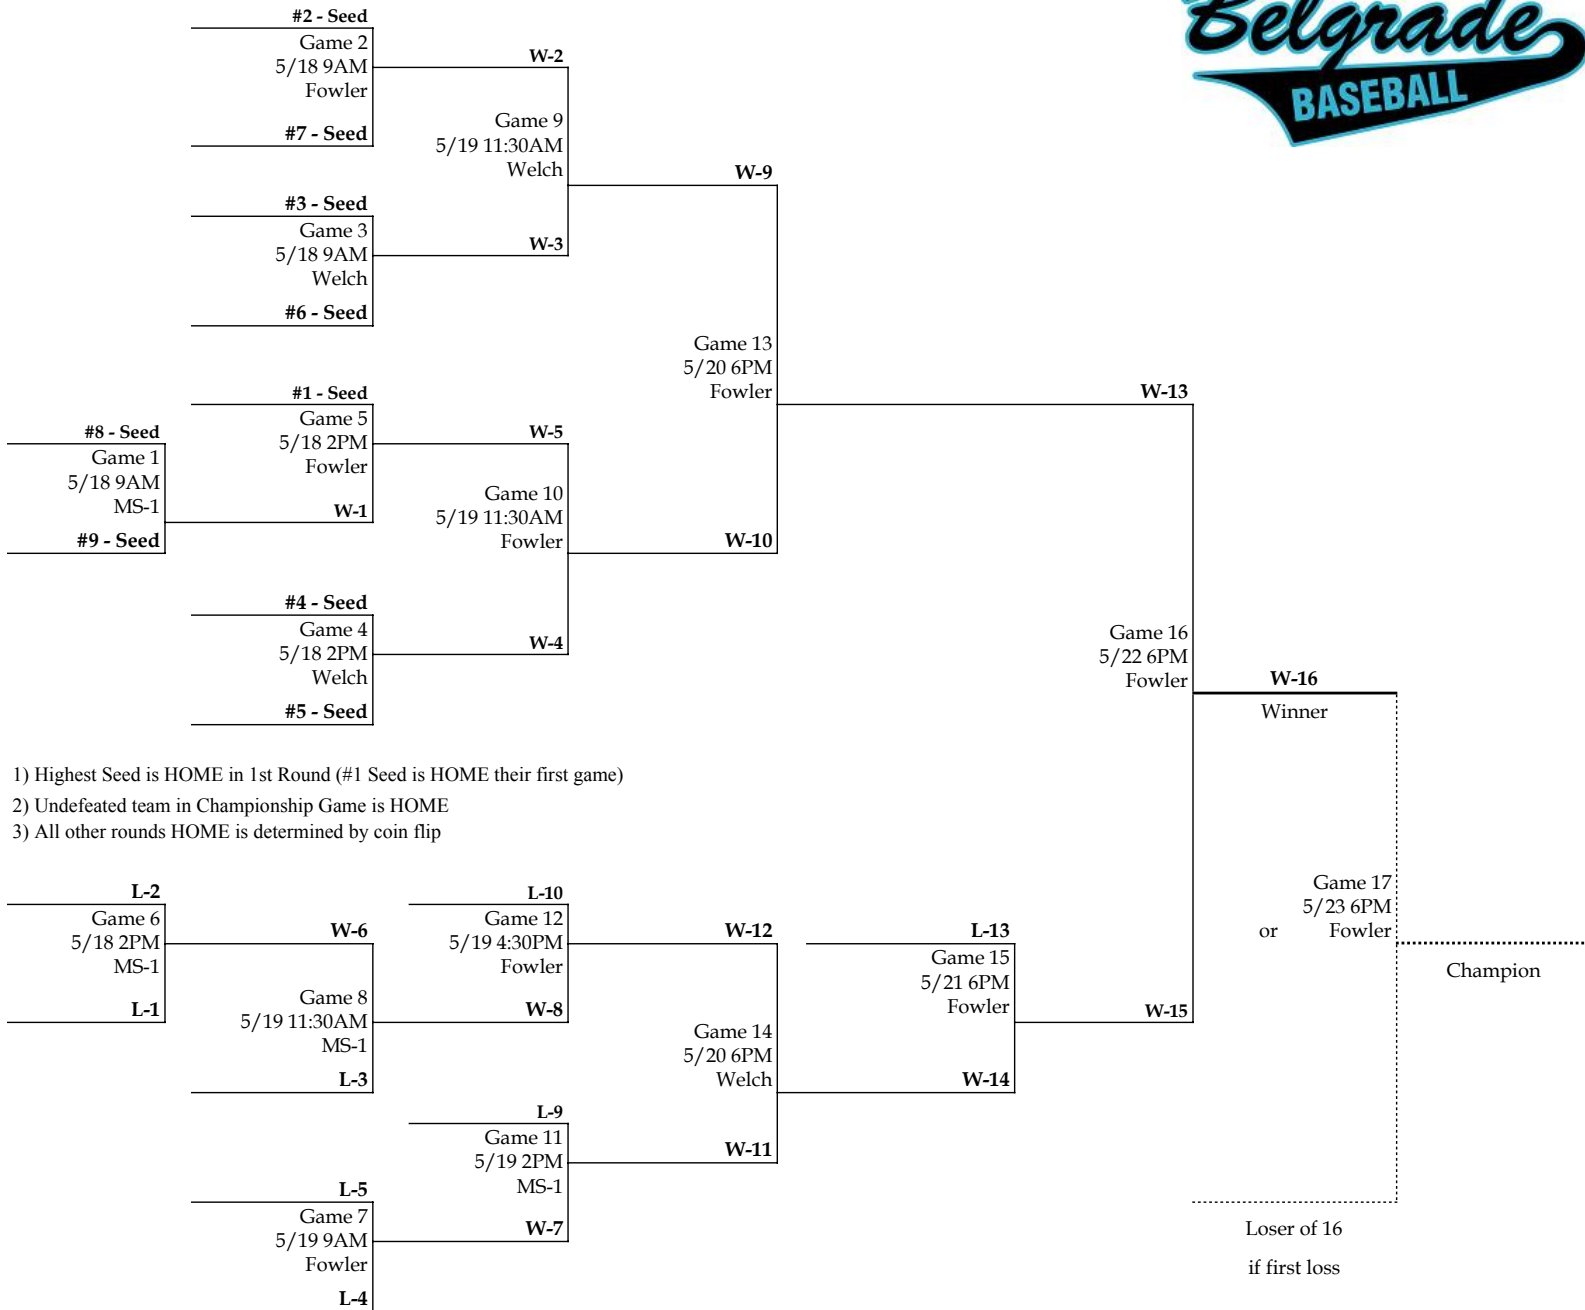 Belgrade
BASEBALL
#2 - Seed
Game 2
5/18 9AM
Fowler
#7 - Seed
W-2
Game 9
5/19 11:30AM
Welch
W-3
#3 - Seed
Game 3
5/18 9AM
Welch
#6 - Seed
W-9
Game 13
5/20 6PM
Fowler
W-10
#1 - Seed
Game 5
5/18 2PM
Fowler
W-1
#8 - Seed
Game 1
5/18 9AM
MS-1
#9 - Seed
W-5
Game 10
5/19 11:30AM
Fowler
W-4
#4 - Seed
Game 4
5/18 2PM
Welch
#5 - Seed
W-13
Game 16
5/22 6PM
Fowler
W-16
Winner
1) Highest Seed is HOME in 1st Round (#1 Seed is HOME their first game)
2) Undefeated team in Championship Game is HOME
3) All other rounds HOME is determined by coin flip
L-2
Game 6
5/18 2PM
MS-1
L-1
W-6
Game 8
5/19 11:30AM
MS-1
L-3
L-10
Game 12
5/19 4:30PM
Fowler
W-8
W-12
Game 14
5/20 6PM
Welch
W-11
L-9
Game 11
5/19 2PM
MS-1
W-7
L-5
Game 7
5/19 9AM
Fowler
L-4
L-13
Game 15
5/21 6PM
Fowler
W-14
W-15
Game 17
5/23 6PM
or Fowler
Champion
Loser of 16
if first loss